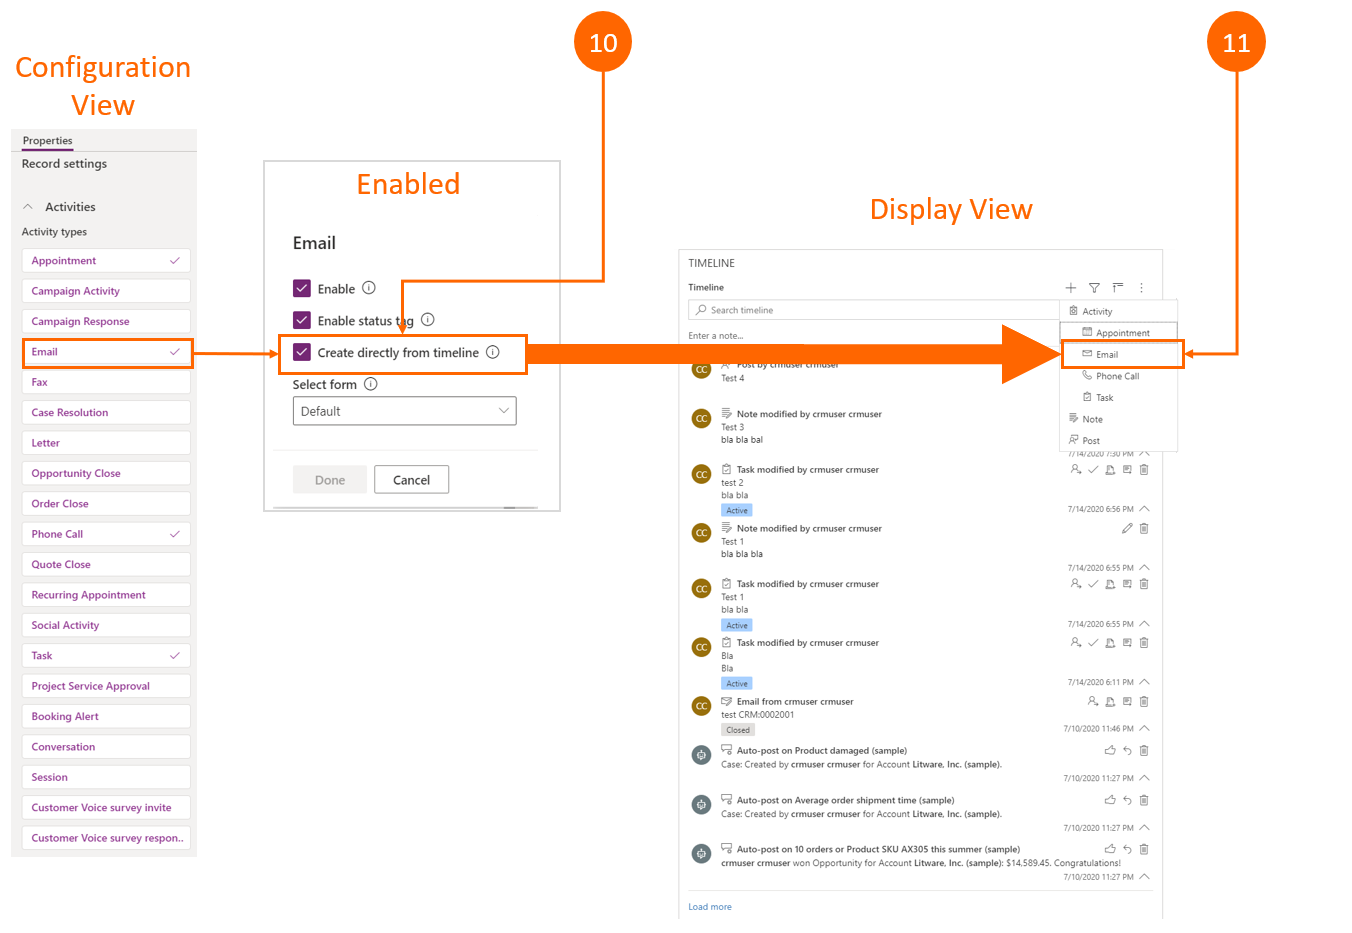 10
11
Configuration
View
Properties
Record settings
Activities
Activity types
Appointment
Campaign Activity
Campaign Response
Email
Fax
Case Resolution
Letter
Opportunity Close
Order Close
Phone Call
Quote Close
Recurring Appointment
Social Activity
Task
Project Service Approval
Booking Alert
Conversation
Session
Customer Voice survey invite
Customer Voice survey respon..
Enabled
Email
Enable
Enable status tag
Create directly from timeline
Select form
Default
Done
Cancel
Display View
TIMELINE
Timeline
Search timeline
Enter a note...
Activity
Appointment
Email
Phone Call
Task
Note
Post
CC
Post by crmuser crmuser
Test 4
CC
Note modified by crmuser crmuser
Test 3
bla bla bal
7/14/2020 7:30 PM
CC
Task modified by crmuser crmuser
test 2
bla bla
Active
7/14/2020 6:56 PM
CC
Note modified by crmuser crmuser
Test 1
bla bla bla
7/14/2020 6:55 PM
CC
Task modified by crmuser crmuser
Test 1
bla bla
Active
7/14/2020 6:55 PM
CC
Task modified by crmuser crmuser
Bla
Bla
Active
7/14/2020 6:11 PM
CC
Email from crmuser crmuser
test CRM:0002001
Closed
7/10/2020 11:46 PM
Auto-post on Product damaged (sample)
Case: Created by crmuser crmuser for Account Litware, Inc. (sample).
7/10/2020 11:27 PM
Auto-post on Average order shipment time (sample)
Case: Created by crmuser crmuser for Account Litware, Inc. (sample).
7/10/2020 11:27 PM
Auto-post on 10 orders or Product SKU AX305 this summer (sample)
crmuser crmuser won Opportunity for Account Litware, Inc. (sample): $14,589.45. Congratulations!
7/10/2020 11:27 PM
Load more